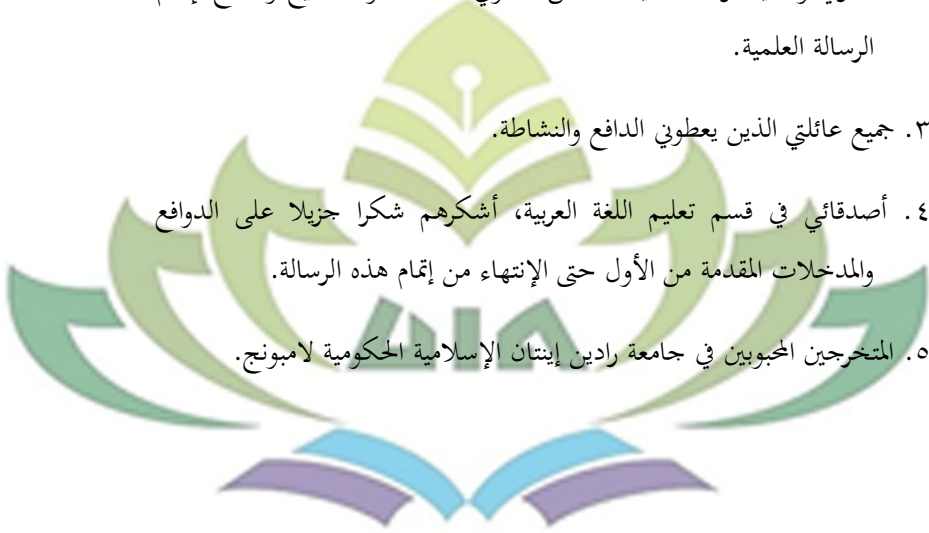 الرسالة العلمية.
٣. جميع عائلتي الذين يعطوني الدافع والنشاطة.
٤. أصدقائي في قسم تعليم اللغة العربية، أشكرهم شكرا جزيلا على الدوافع
والمدخلات المقدمة من الأول حتى الإنتهاء من إتمام هذه الرسالة.
٥. المتخرجين المحبوبين في جامعة رادين إينتان الإسلامية الحكومية لامبونج.